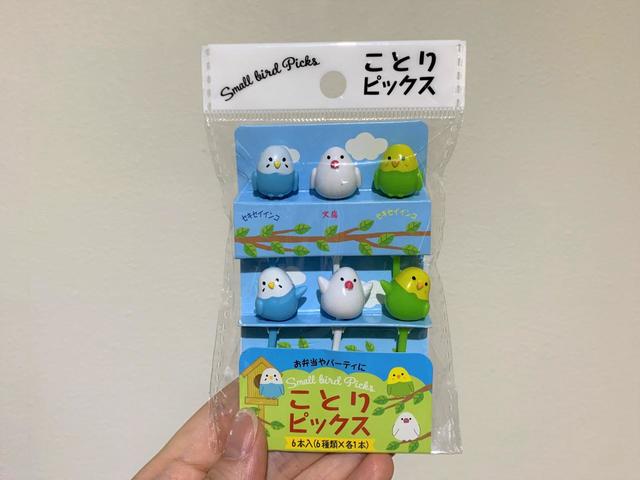 Small bird Picks
ことり
ピックス
セキセイインコ
文鳥
セキセイインコ
お弁当やパーティに
Small bird Picks
ことり
ピックス
6本入(6種類×各1本)